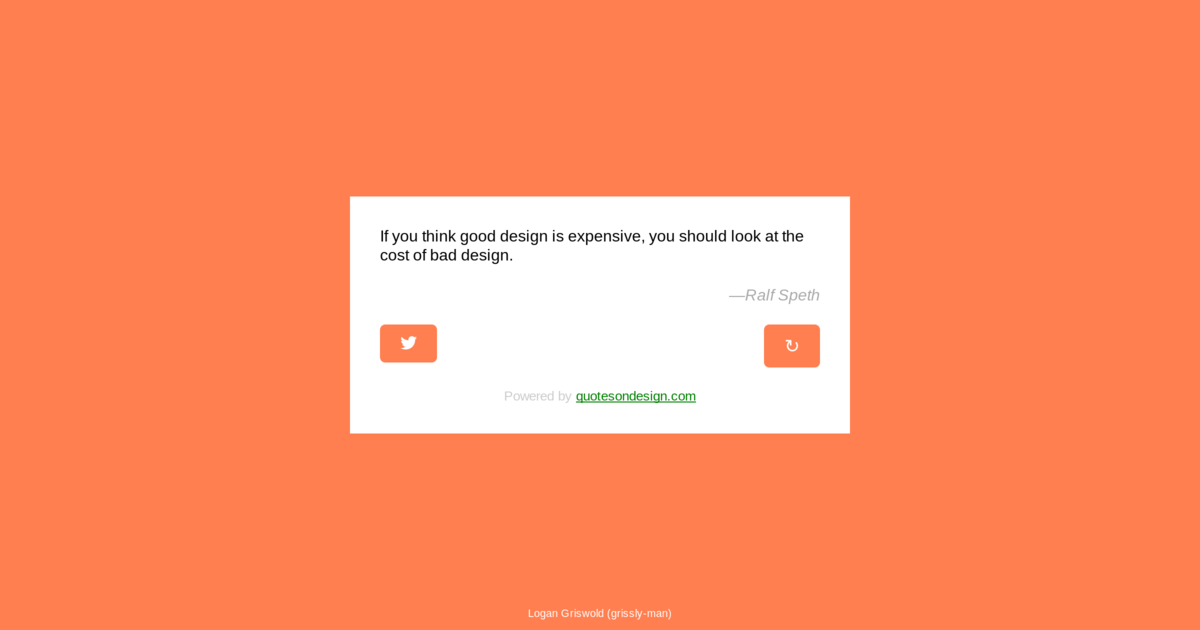 If you think good design is expensive, you should look at the
cost of bad design.
—Ralf Speth
↻
Powered by quotesondesign.com
Logan Griswold (grissly-man)